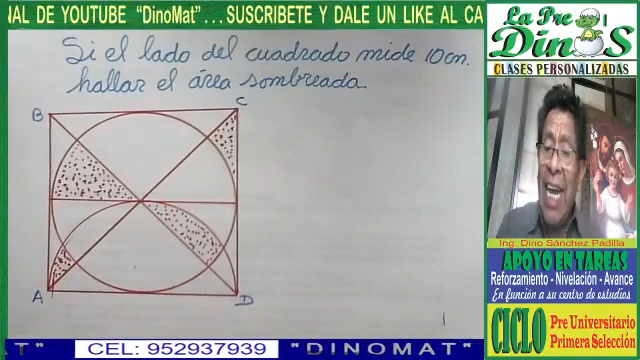 NAL DE YOUTUBE "DinoMat" . . . SUSCRIBETE Y DALE UN LIKE AL CA
La Pre
DinoS
CLASES PERSONALIZADAS
Si el lado del cuadrado mide 10cm.
hallar el área sombreada.
B
C
A
D
1
Ing. Dino Sánchez Padilla
APOYO EN TAREAS
Reforzamiento - Nivelación - Avance
En función a su centro de estudios
CICLO Pre Universitario
Primera Selección
T" CEL: 952937939 "DINOMAT"